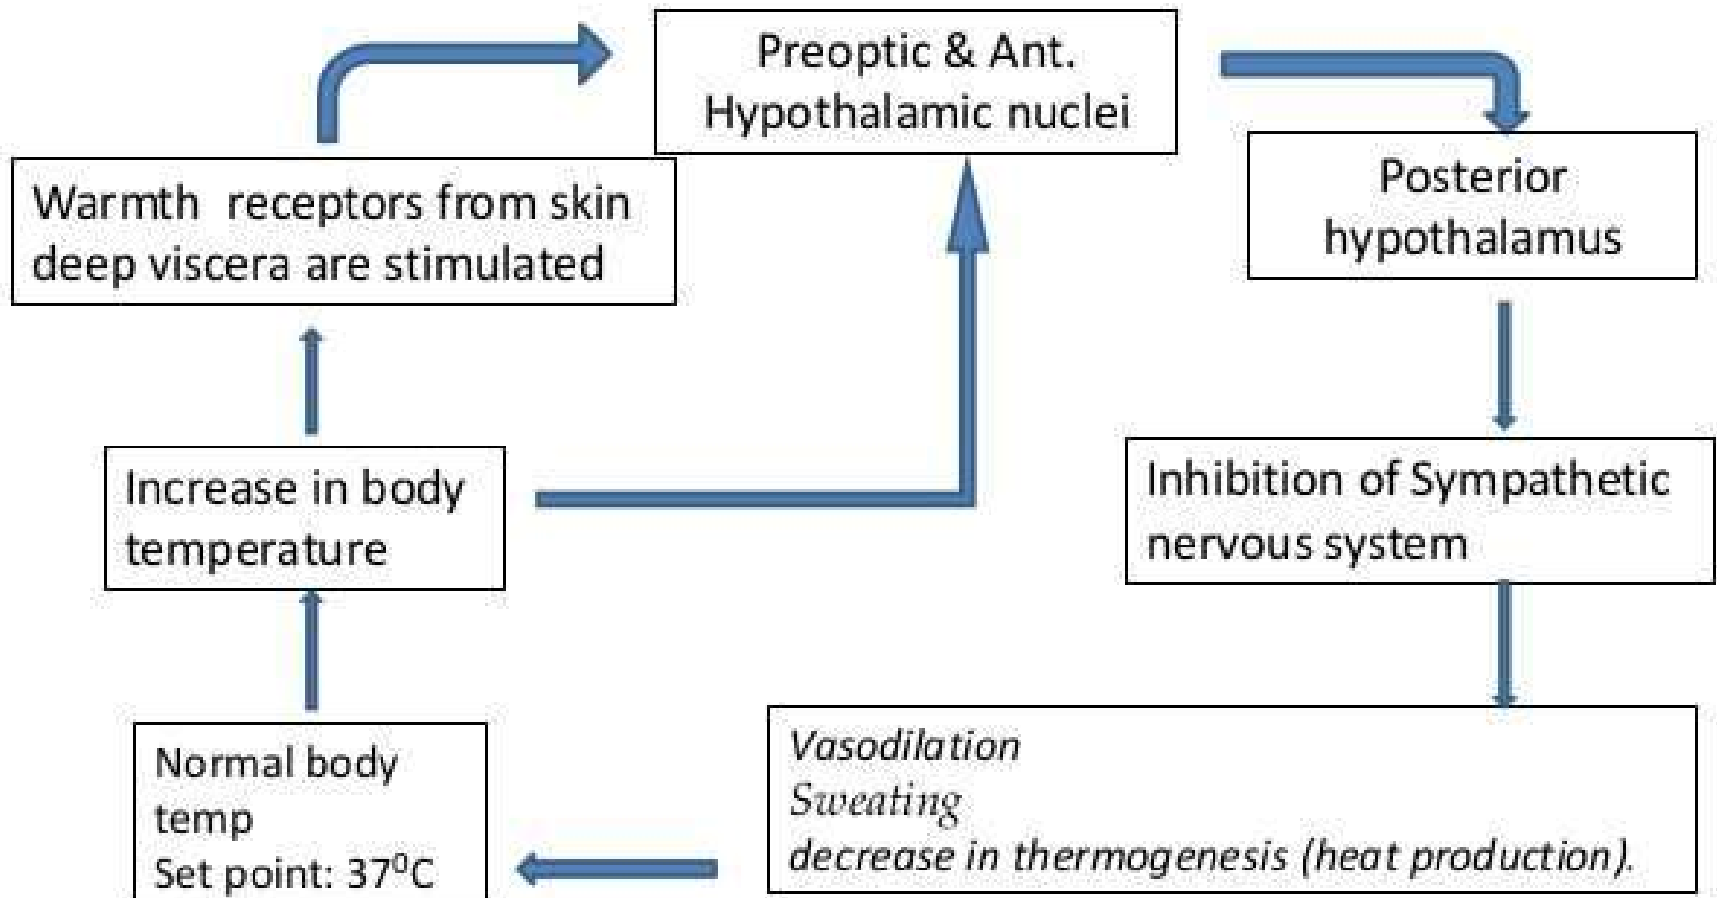 Preoptic & Ant.
Hypothalamic nuclei
Warmth  receptors from skin
deep viscera are stimulated
Posterior
hypothalamus
Increase in body
temperature
Inhibition of Sympathetic
nervous system
Normal body
temp
Set point: 37⁰C
Vasodilation
Sweating
decrease in thermogenesis (heat production).